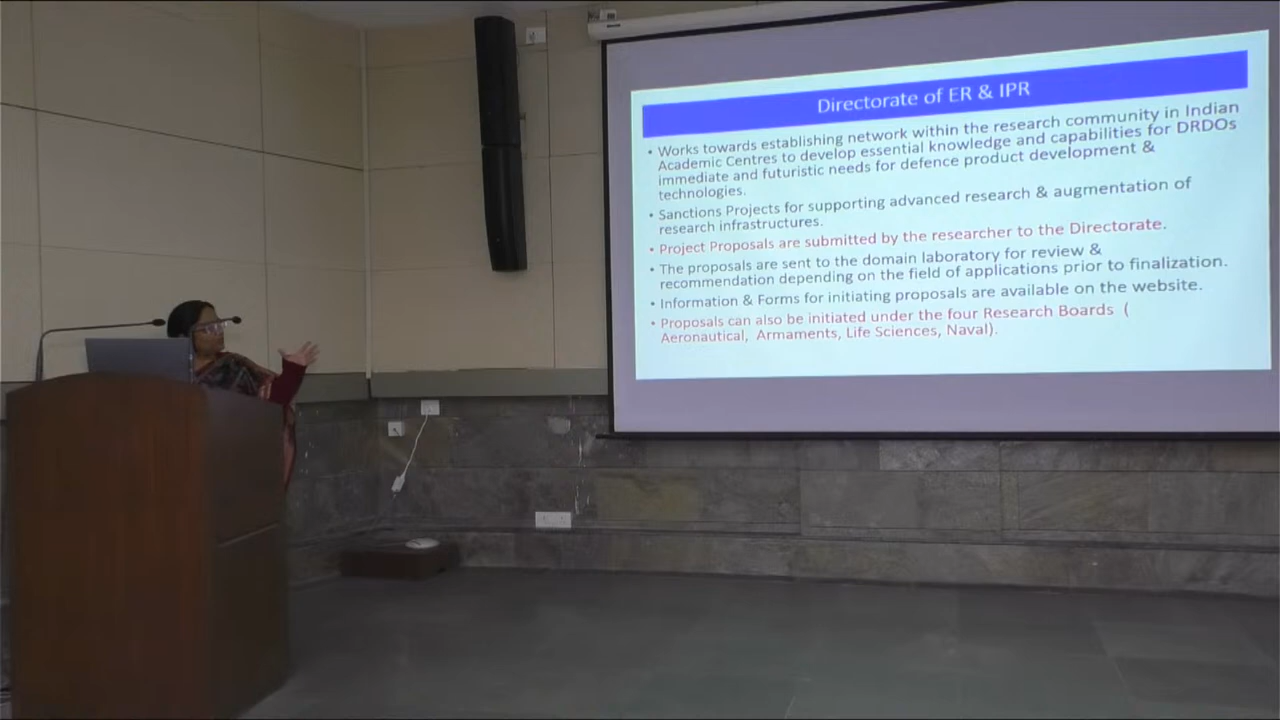 Directorate of ER & IPR
• Works towards establishing network within the research community in Indian
Academic Centres to develop essential knowledge and capabilities for DRDOs
immediate and futuristic needs for defence product development &
technologies.
• Sanctions Projects for supporting advanced research & augmentation of
research infrastructures.
• Project Proposals are submitted by the researcher to the Directorate.
• The proposals are sent to the domain laboratory for review &
recommendation depending on the field of applications prior to finalization.
• Information & Forms for initiating proposals are available on the website.
• Proposals can also be initiated under the four Research Boards (
Aeronautical, Armaments, Life Sciences, Naval).